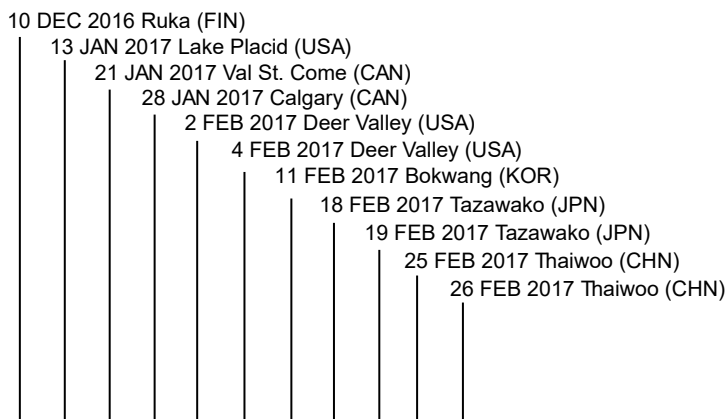 10 DEC 2016 Ruka (FIN)
13 JAN 2017 Lake Placid (USA)
21 JAN 2017 Val St. Come (CAN)
28 JAN 2017 Calgary (CAN)
2 FEB 2017 Deer Valley (USA)
4 FEB 2017 Deer Valley (USA)
11 FEB 2017 Bokwang (KOR)
18 FEB 2017 Tazawako (JPN)
19 FEB 2017 Tazawako (JPN)
25 FEB 2017 Thaiwoo (CHN)
26 FEB 2017 Thaiwoo (CHN)